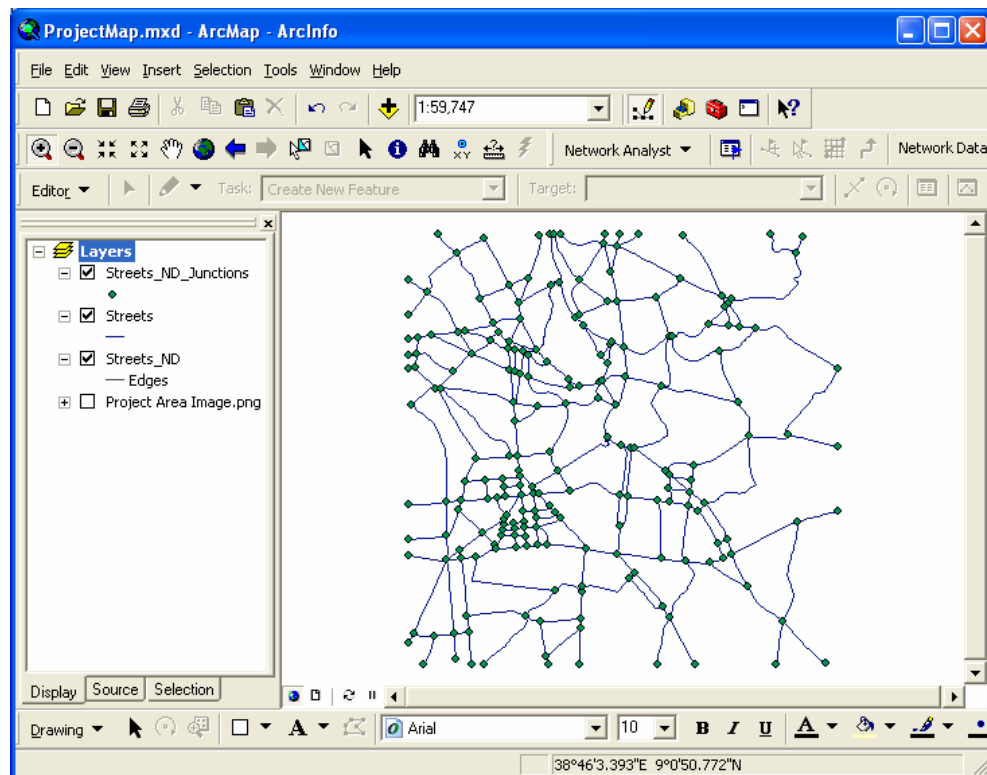 ProjectMap.mxd - ArcMap - ArcInfo
File Edit View Insert Selection Tools Window Help
1:59,747
XY
Network Analyst
Network Data
Editor
Task: Create New Feature
Target:
Layers
Streets_ND_Junctions
Streets
Streets_ND
Edges
Project Area Image.png
Display Source Selection
Drawing
A
Arial
10
B I U A
38°46'3.393"E 9°0'50.772"N